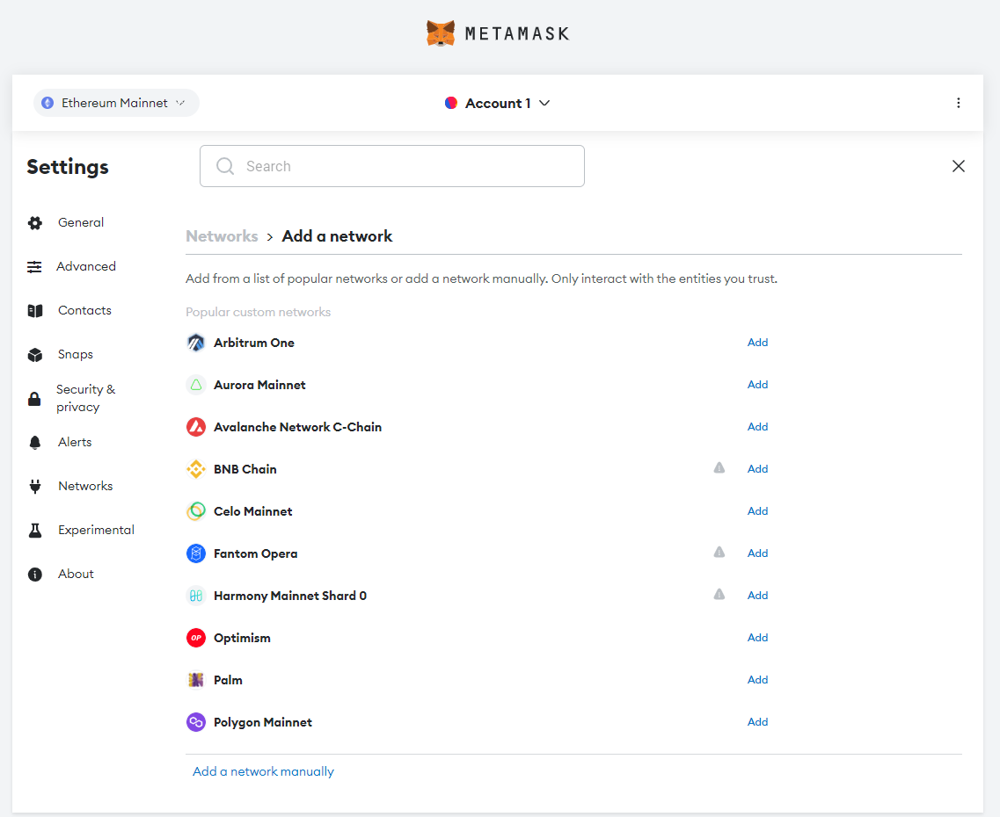 METAMASK
Ethereum Mainnet
Account 1
Settings
Search
General
Advanced
Contacts
Snaps
Security &
privacy
Alerts
Networks
Experimental
About
Networks > Add a network
Add from a list of popular networks or add a network manually. Only interact with the entities you trust.
Popular custom networks
Arbitrum One Add
Aurora Mainnet Add
Avalanche Network C-Chain Add
BNB Chain Add
Celo Mainnet Add
Fantom Opera Add
Harmony Mainnet Shard 0 Add
OP Optimism Add
Palm Add
Polygon Mainnet Add
Add a network manually